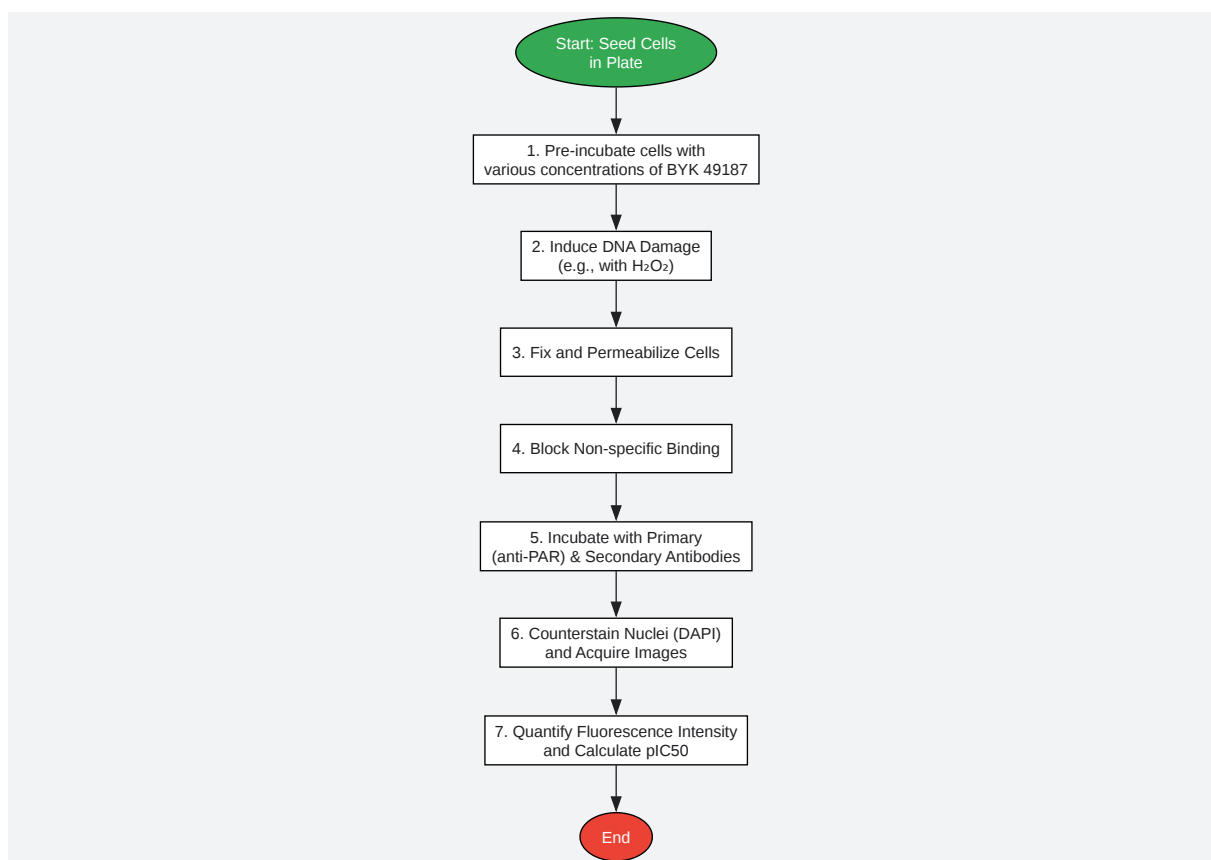 Start: Seed Cells
in Plate
1. Pre-incubate cells with
various concentrations of BYK 49187
2. Induce DNA Damage
(e.g., with H₂O₂)
3. Fix and Permeabilize Cells
4. Block Non-specific Binding
5. Incubate with Primary
(anti-PAR) & Secondary Antibodies
6. Counterstain Nuclei (DAPI)
and Acquire Images
7. Quantify Fluorescence Intensity
and Calculate pIC50
End